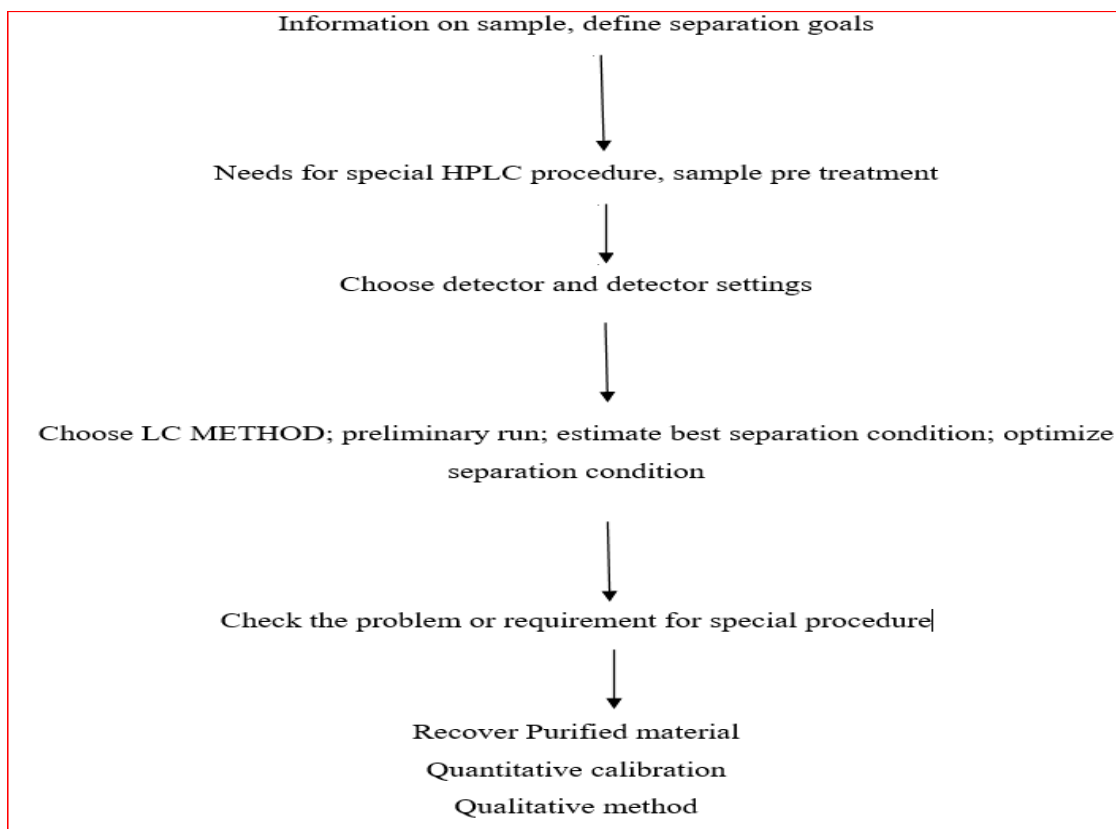 Information on sample, define separation goals
Needs for special HPLC procedure, sample pre treatment
Choose detector and detector settings
Choose LC METHOD; preliminary run; estimate best separation condition; optimize
separation condition
Check the problem or requirement for special procedure
Recover Purified material
Quantitative calibration
Qualitative method